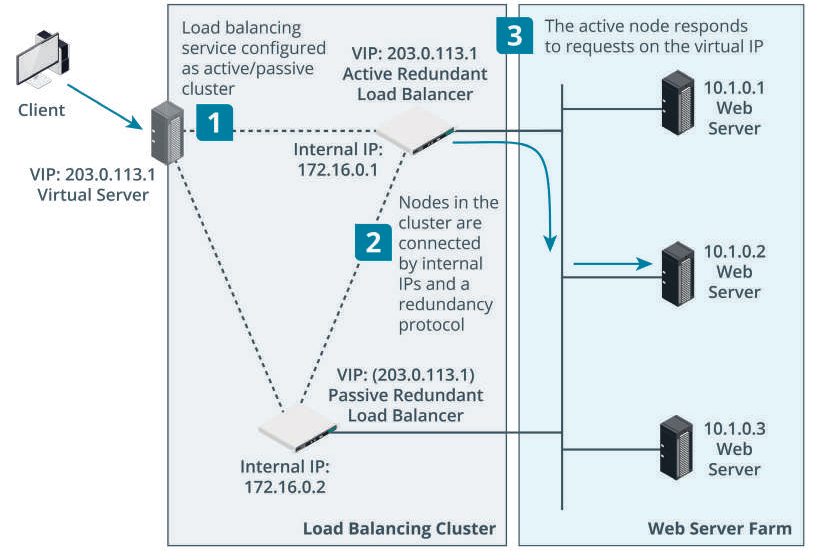 Load balancing
service configured
as active/passive
cluster
1
Client
VIP: 203.0.113.1
Virtual Server
VIP: 203.0.113.1
Active Redundant
Load Balancer
Internal IP:
172.16.0.1
2
Nodes in the
cluster are
connected
by internal
IPs and a
redundancy
protocol
VIP: (203.0.113.1)
Passive Redundant
Load Balancer
Internal IP:
172.16.0.2
Load Balancing Cluster
3
The active node responds
to requests on the virtual IP
10.1.0.1
Web
Server
10.1.0.2
Web
Server
10.1.0.3
Web
Server
Web Server Farm